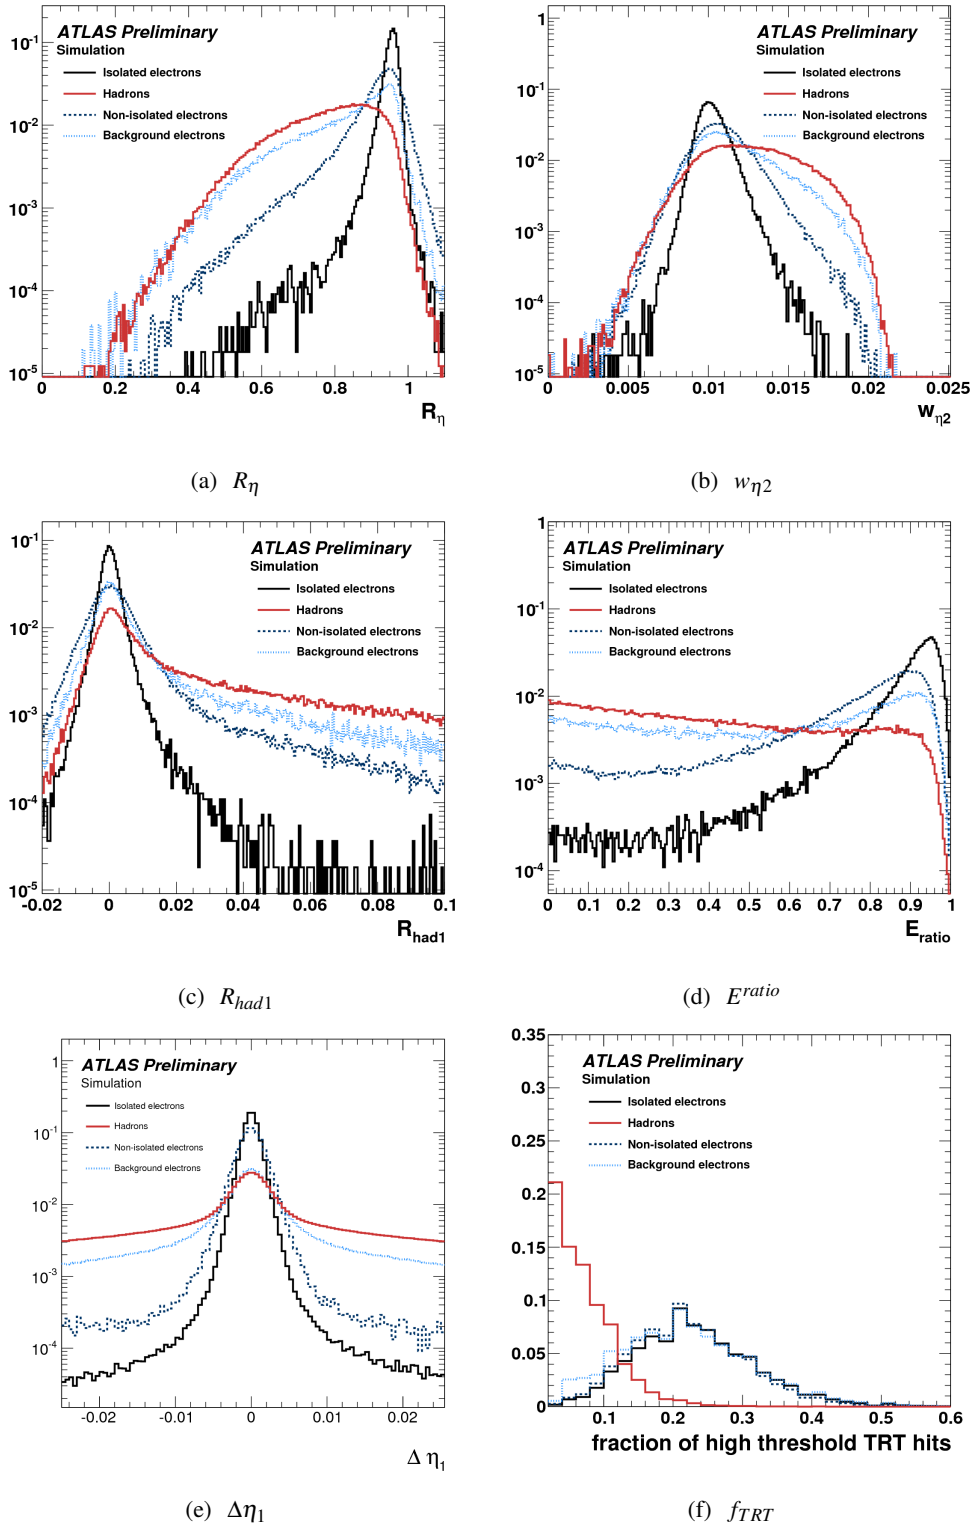 ATLAS Preliminary
Simulation
Isolated electrons
Hadrons
Non-isolated electrons
Background electrons
10⁻¹
10⁻²
10⁻³
10⁻⁴
10⁻⁵
0 0.2 0.4 0.6 0.8 1
R_η
(a) R_η
ATLAS Preliminary
Simulation
Isolated electrons
Hadrons
Non-isolated electrons
Background electrons
1
10⁻¹
10⁻²
10⁻³
10⁻⁴
10⁻⁵
0 0.005 0.01 0.015 0.02 0.025
w_η2
(b) w_η2
ATLAS Preliminary
Simulation
Isolated electrons
Hadrons
Non-isolated electrons
Background electrons
10⁻¹
10⁻²
10⁻³
10⁻⁴
10⁻⁵
-0.02 0 0.02 0.04 0.06 0.08 0.1
R_had1
(c) R_had1
ATLAS Preliminary
Simulation
Isolated electrons
Hadrons
Non-isolated electrons
Background electrons
1
10⁻¹
10⁻²
10⁻³
10⁻⁴
0 0.1 0.2 0.3 0.4 0.5 0.6 0.7 0.8 0.9 1
E_ratio
(d) E^ratio
ATLAS Preliminary
Simulation
Isolated electrons
Hadrons
Non-isolated electrons
Background electrons
1
10⁻¹
10⁻²
10⁻³
10⁻⁴
-0.02 -0.01 0 0.01 0.02
Δ η₁
(e) Δη₁
ATLAS Preliminary
Simulation
Isolated electrons
Hadrons
Non-isolated electrons
Background electrons
0.35
0.3
0.25
0.2
0.15
0.1
0.05
0
0.1 0.2 0.3 0.4 0.5 0.6
fraction of high threshold TRT hits
(f) f_TRT